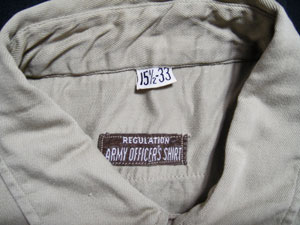 15½-33
REGULATION
ARMY OFFICER'S SHIRT